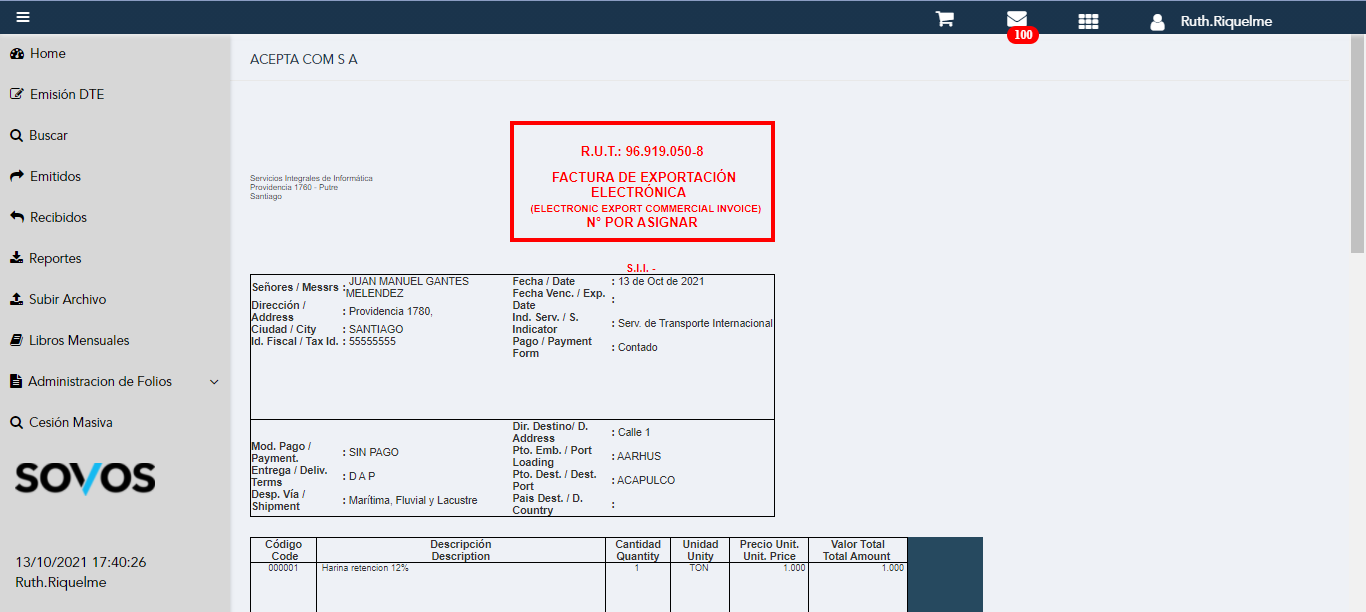 Ruth.Riquelme
100
Home
Emisión DTE
Buscar
Emitidos
Recibidos
Reportes
Subir Archivo
Libros Mensuales
Administracion de Folios
Cesión Masiva
SOVOS
13/10/2021 17:40:26
Ruth.Riquelme
ACEPTA COM S A
Servicios Integrales de Informática
Providencia 1760 - Putre
Santiago
R.U.T.: 96.919.050-8
FACTURA DE EXPORTACIÓN
ELECTRÓNICA
(ELECTRONIC EXPORT COMMERCIAL INVOICE)
N° POR ASIGNAR
S.I.I. -
Señores / Messrs : JUAN MANUEL GANTES
MELENDEZ
Dirección /
Address : Providencia 1780,
Ciudad / City : SANTIAGO
Id. Fiscal / Tax Id. : 55555555
Fecha / Date : 13 de Oct de 2021
Fecha Venc. / Exp.
Date :
Ind. Serv. / S.
Indicator : Serv. de Transporte Internacional
Pago / Payment
Form : Contado
Mod. Pago /
Payment. : SIN PAGO
Entrega / Deliv.
Terms : D A P
Desp. Vía /
Shipment : Marítima, Fluvial y Lacustre
Dir. Destino/ D.
Address : Calle 1
Pto. Emb. / Port
Loading : AARHUS
Pto. Dest. / Dest.
Port : ACAPULCO
Pais Dest. / D.
Country :
Código Descripción Cantidad Unidad Precio Unit. Valor Total
Code Description Quantity Unity Unit. Price Total Amount
000001 Harina retencion 12% 1 TON 1.000 1.000